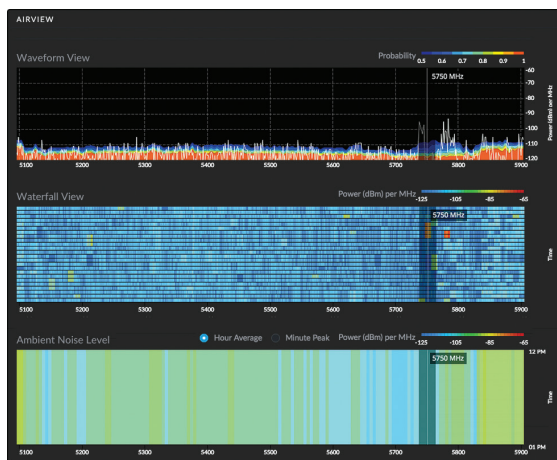 AIRVIEW
Waveform View
Probability 0.5 0.6 0.7 0.8 0.9 1
5750 MHz
-60
-70
-80
-90
-100
-110
-120
Power (dBm) per MHz
5100 5200 5300 5400 5500 5600 5700 5800 5900
Waterfall View
Power (dBm) per MHz -125 -105 -85 -65
5750 MHz
Time
5100 5200 5300 5400 5500 5600 5700 5800 5900
Ambient Noise Level
Hour Average Minute Peak Power (dBm) per MHz -125 -105 -85 -65
5750 MHz
12 PM
Time
01 PM
5100 5200 5300 5400 5500 5600 5700 5800 5900